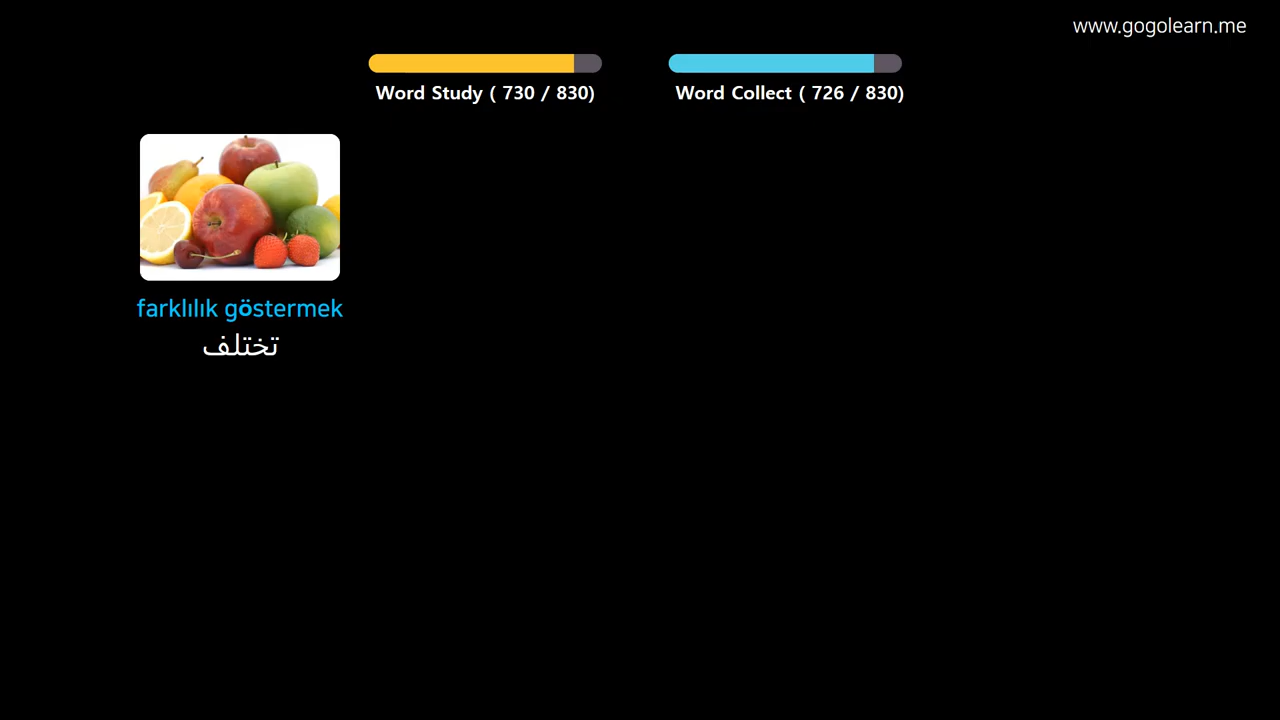 www.gogolearn.me
Word Study ( 730 / 830)
Word Collect ( 726 / 830)
farklılık göstermek
تختلف